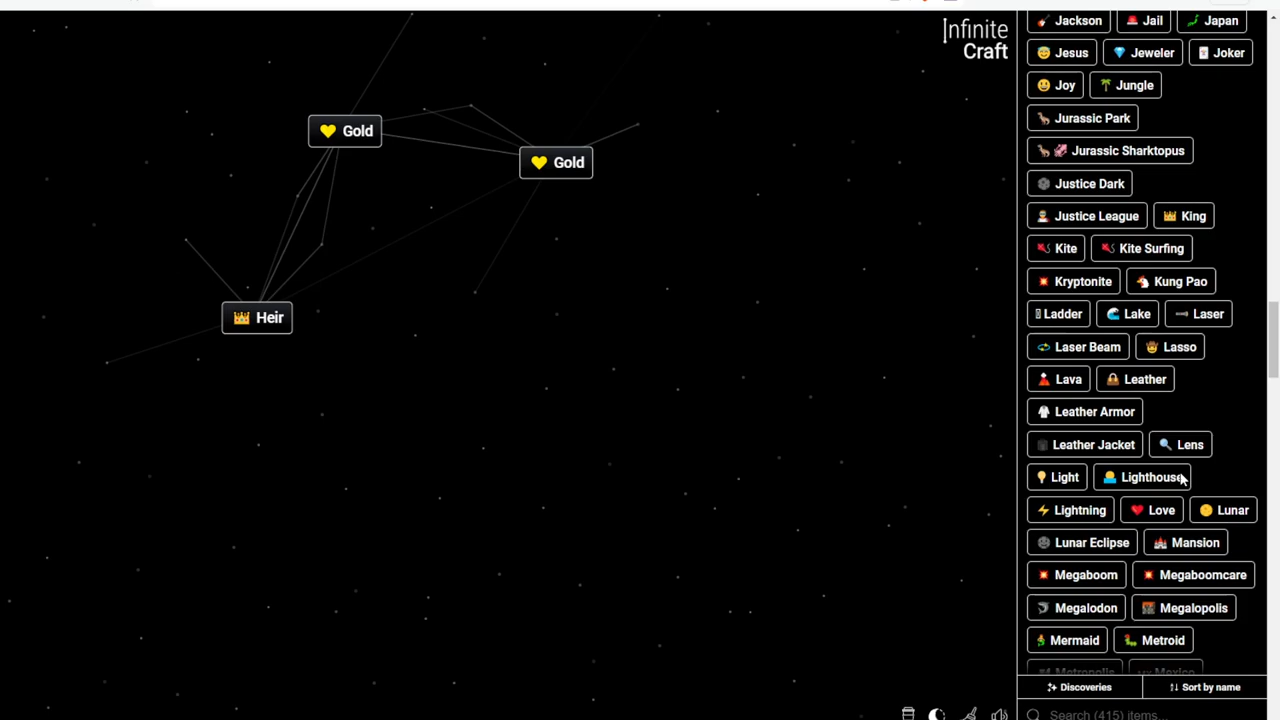 Infinite
Craft
Gold
Gold
Heir
Jackson Jail Japan
Jesus Jeweler Joker
Joy Jungle
Jurassic Park
Jurassic Sharktopus
Justice Dark
Justice League King
Kite Kite Surfing
Kryptonite Kung Pao
Ladder Lake Laser
Laser Beam Lasso
Lava Leather
Leather Armor
Leather Jacket Lens
Light Lighthouse
Lightning Love Lunar
Lunar Eclipse Mansion
Megaboom Megaboomcare
Megalodon Megalopolis
Mermaid Metroid
Metropolis Mexico
Discoveries Sort by name
Search (415) items...